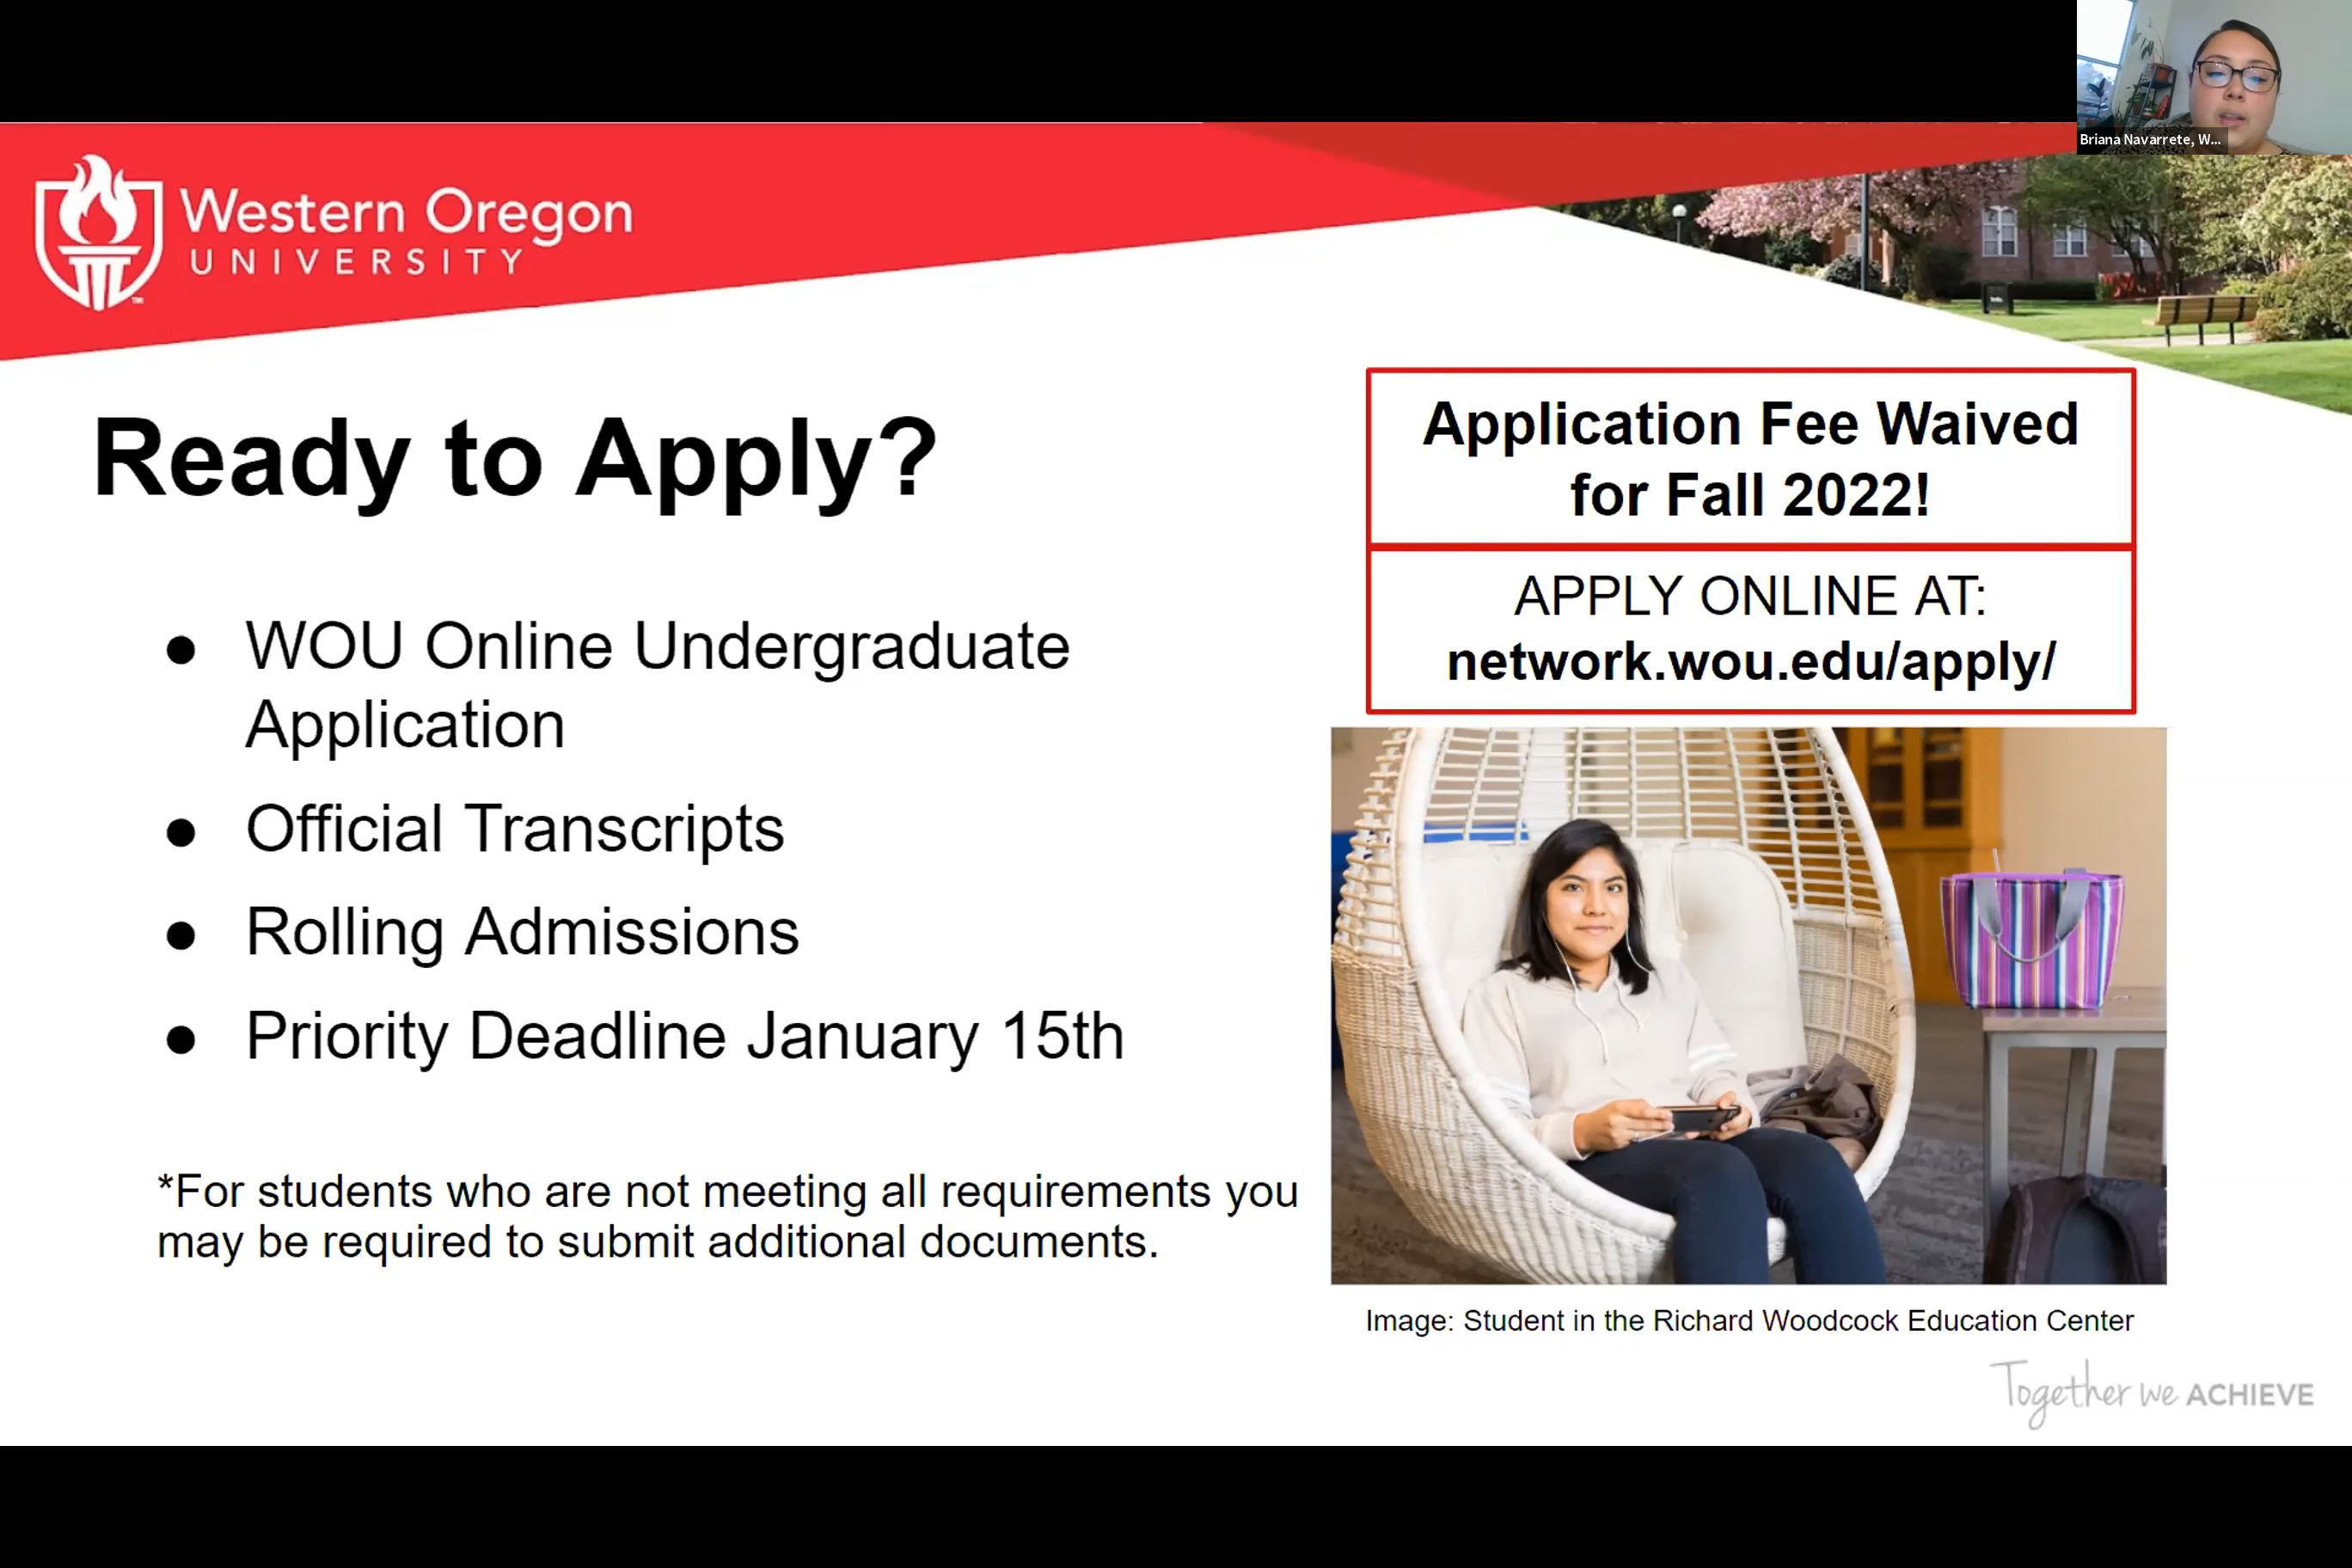 Briana Navarrete, W...
Western Oregon
UNIVERSITY
™
Ready to Apply?
● WOU Online Undergraduate
Application
● Official Transcripts
● Rolling Admissions
● Priority Deadline January 15th
*For students who are not meeting all requirements you
may be required to submit additional documents.
Application Fee Waived
for Fall 2022!
APPLY ONLINE AT:
network.wou.edu/apply/
Image: Student in the Richard Woodcock Education Center
Together we ACHIEVE